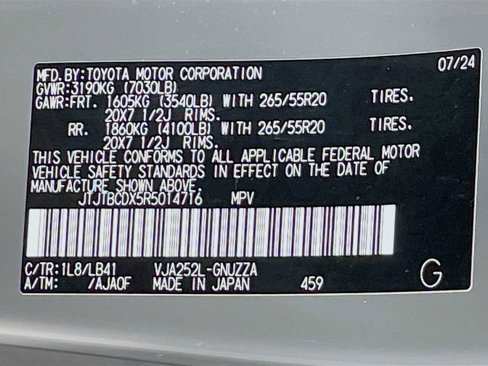 MFD.BY:TOYOTA MOTOR CORPORATION 07/24
GVWR:3190KG (7030LB)
GAWR:FRT. 1605KG (3540LB) WITH 265/55R20 TIRES.
20X7 1/2J RIMS.
RR. 1860KG (4100LB) WITH 265/55R20 TIRES.
20X7 1/2J RIMS.
THIS VEHICLE CONFORMS TO ALL APPLICABLE FEDERAL MOTOR
VEHICLE SAFETY STANDARDS IN EFFECT ON THE DATE OF
MANUFACTURE SHOWN ABOVE.
JTJTBCDX5R5014716 MPV
C/TR:1L8/LB41 VJA252L-GNUZZA
A/TM: /AJA0F MADE IN JAPAN 459 G